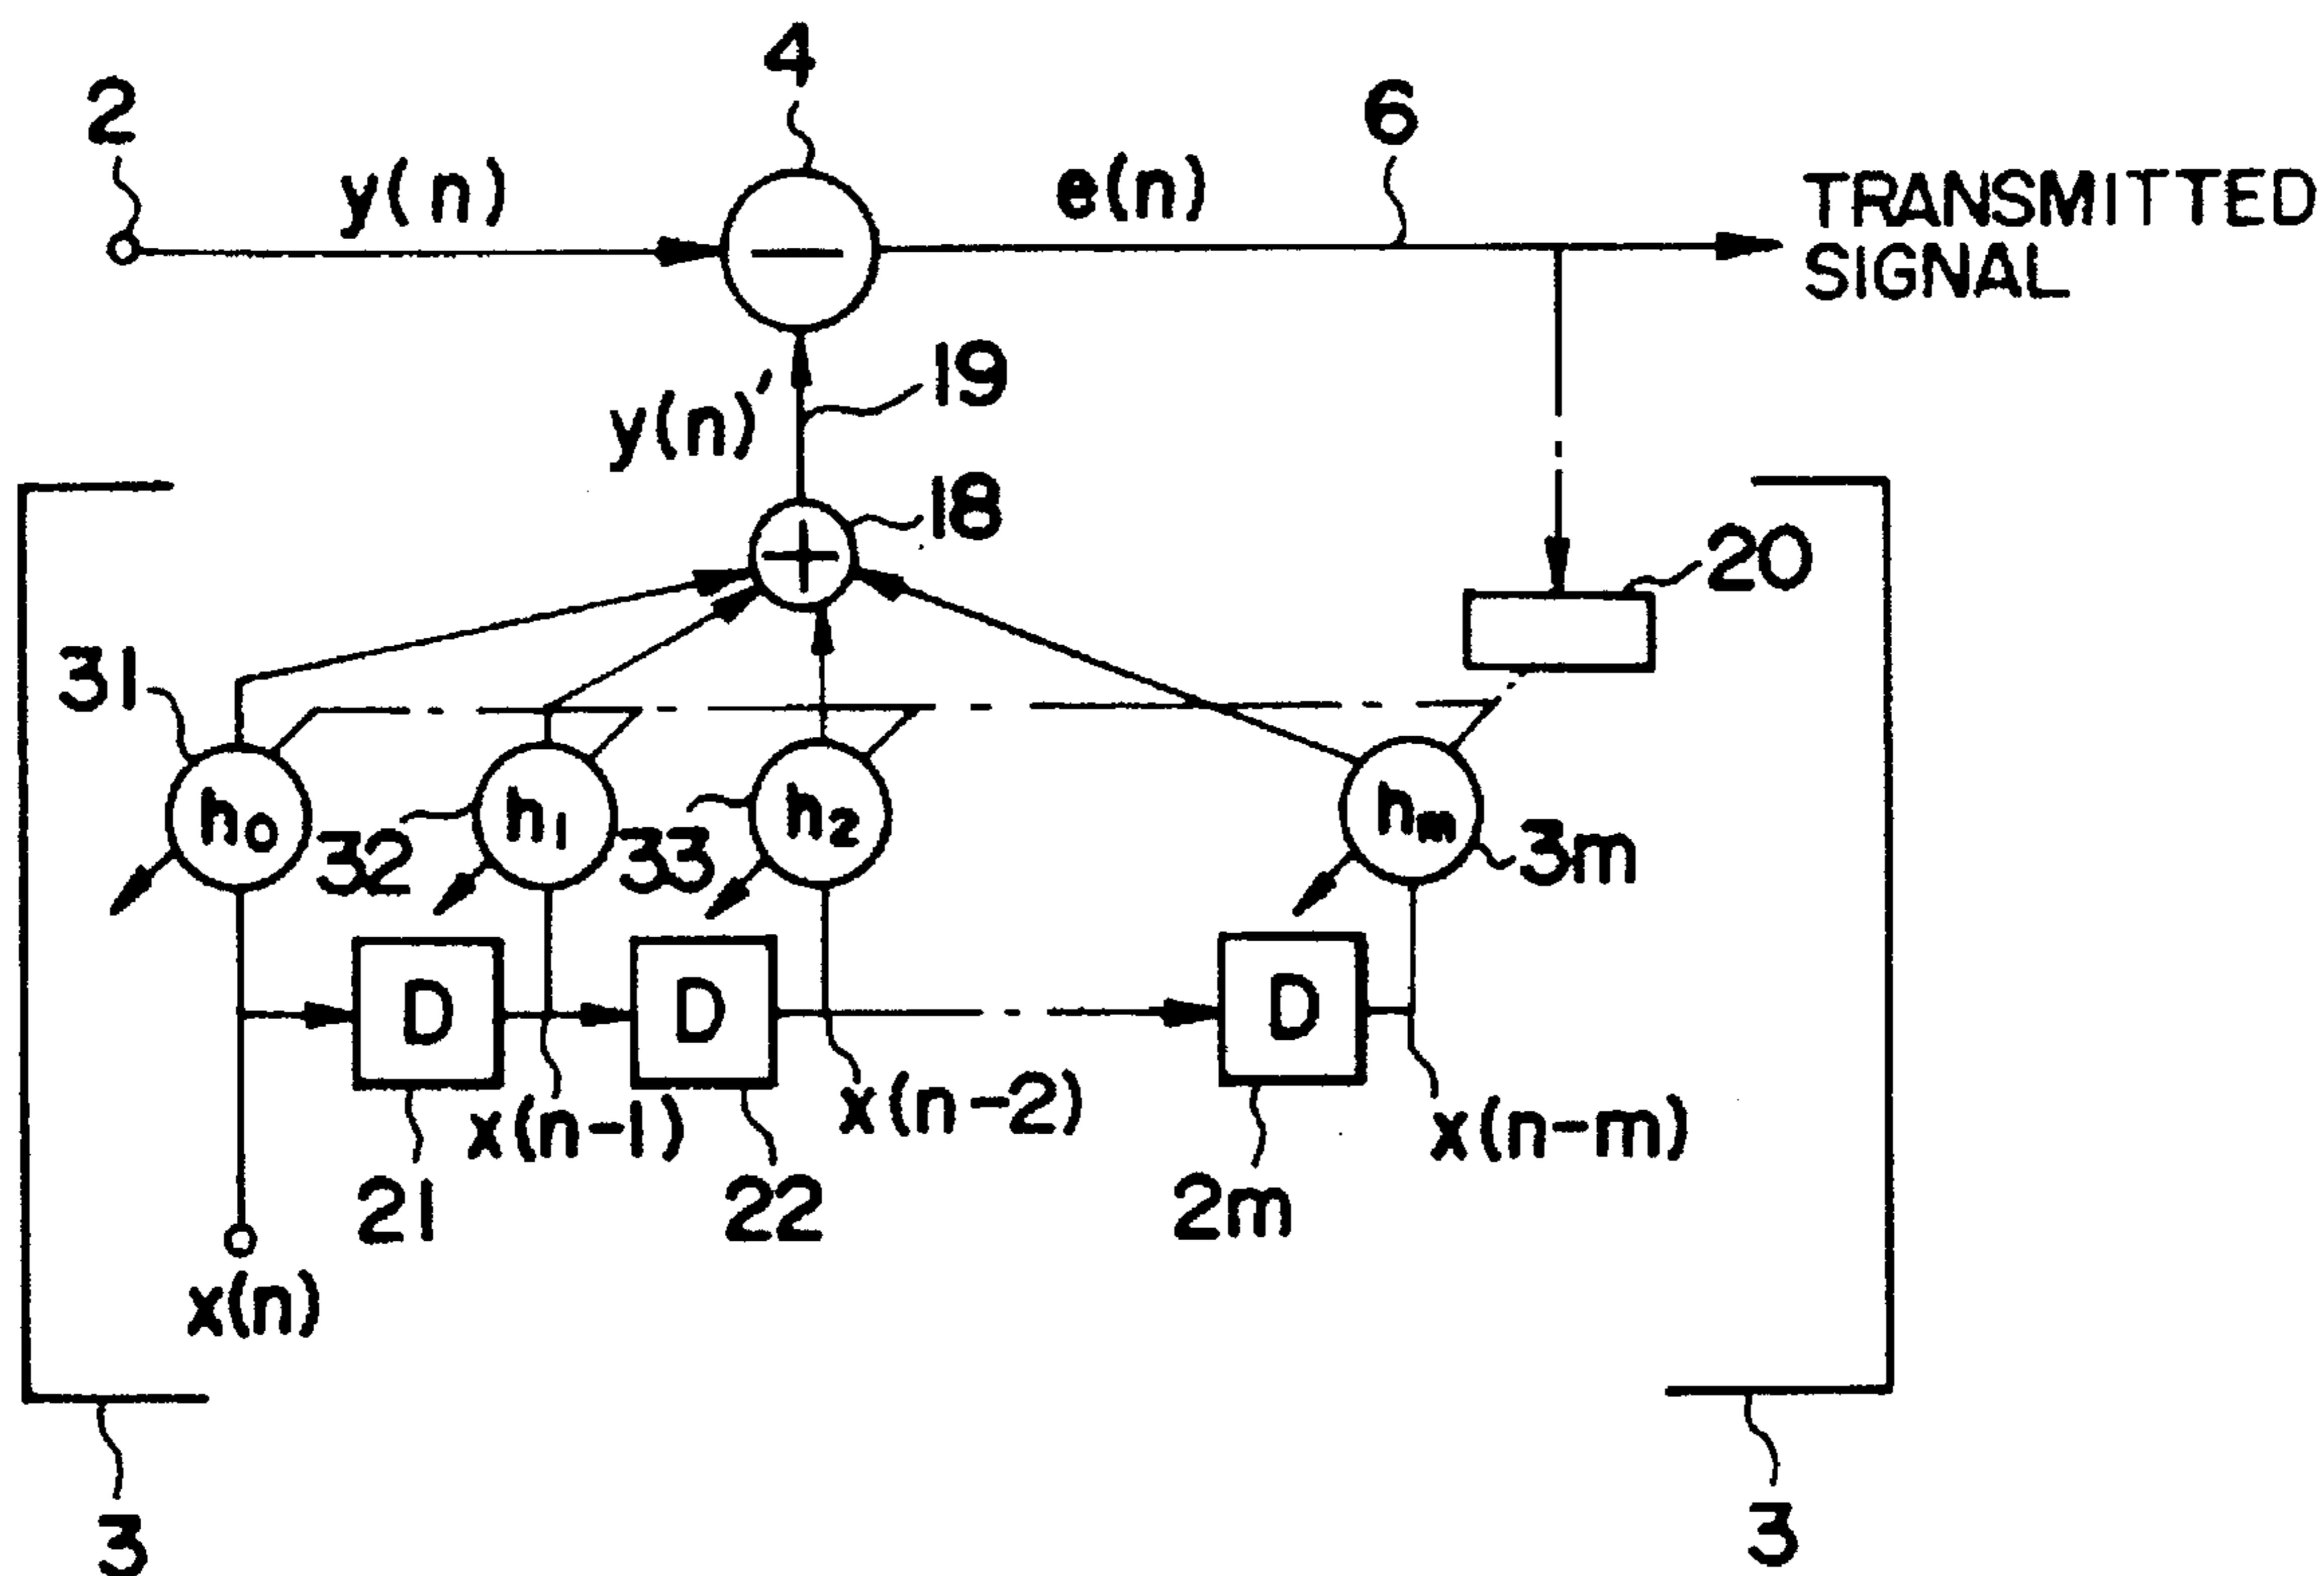 4
2
6
y(n)
e(n)
TRANSMITTED
SIGNAL
19
y(n)'
18
20
31
h0
32
h1
33
h2
hm
3m
D
D
D
x(n-1)
x(n-2)
x(n-m)
21
22
2m
x(n)
3
3